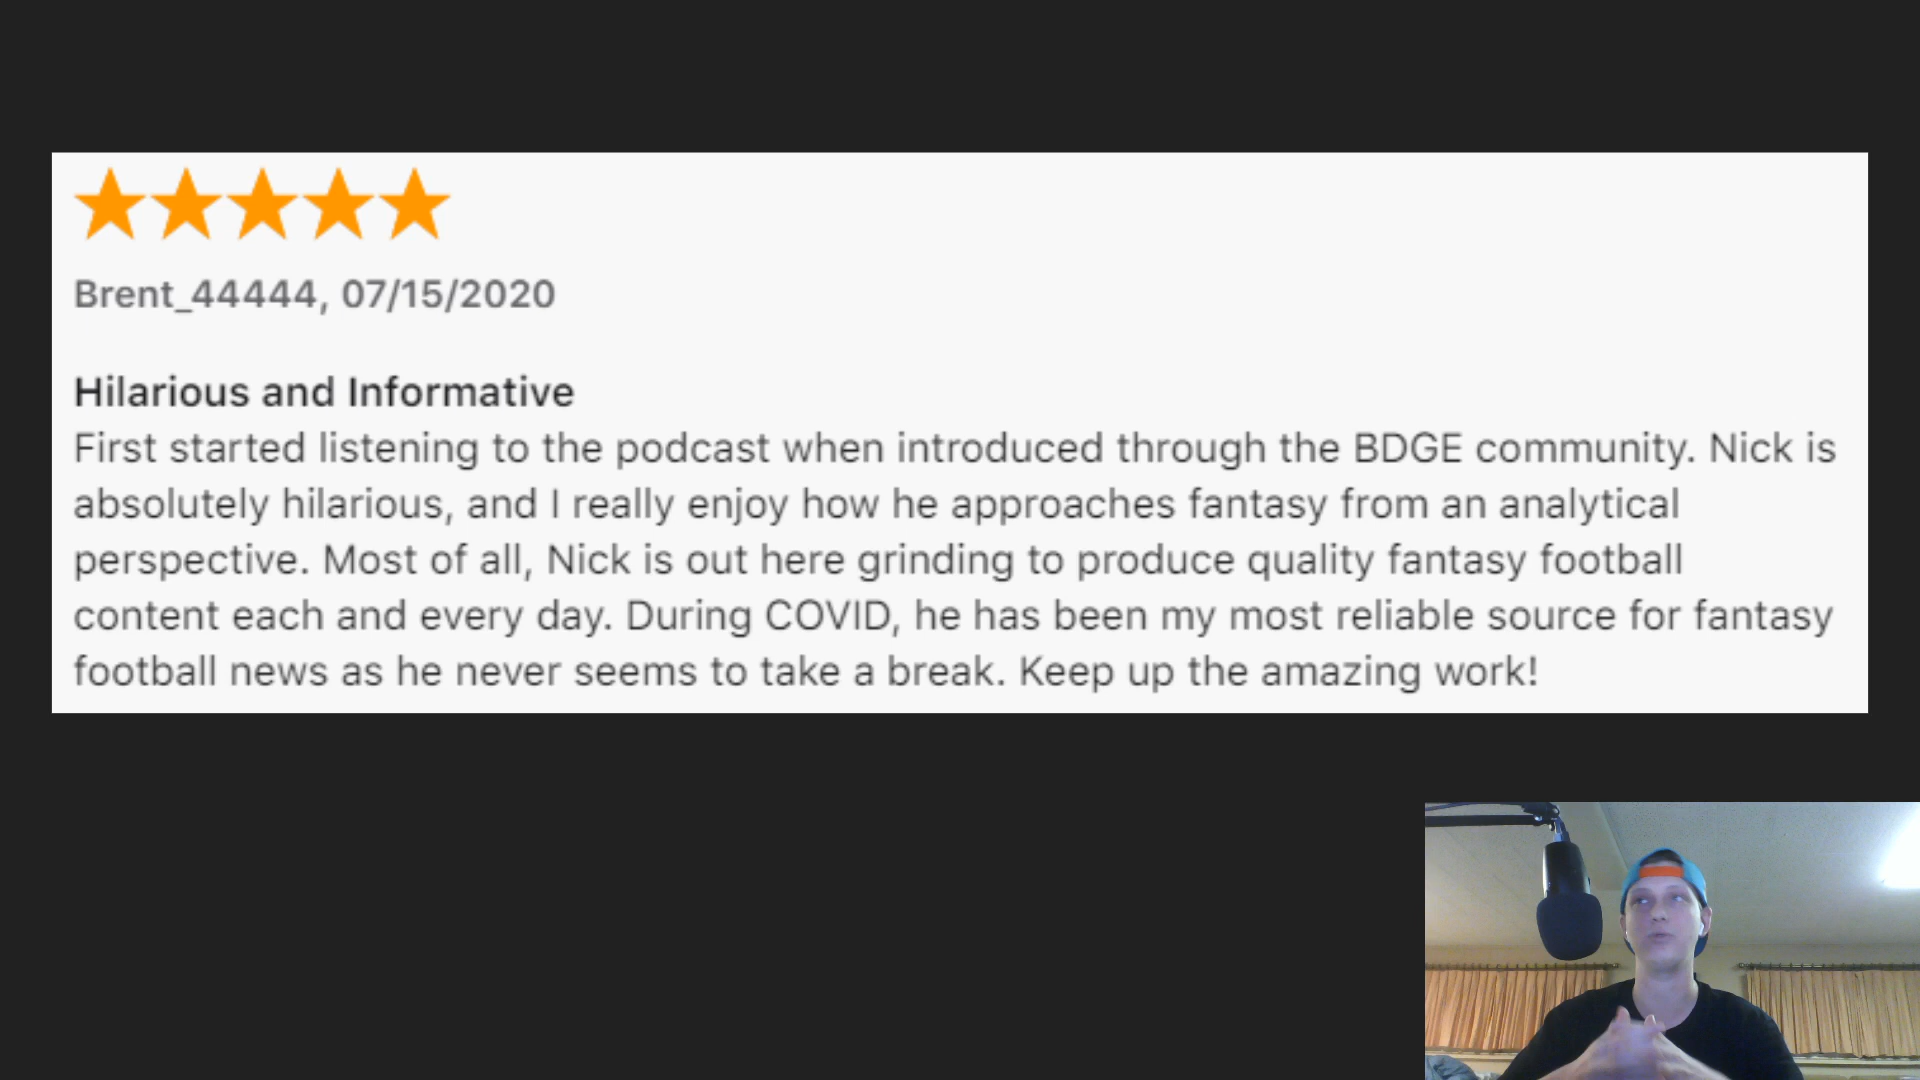 Brent_44444, 07/15/2020
Hilarious and Informative
First started listening to the podcast when introduced through the BDGE community. Nick is
absolutely hilarious, and I really enjoy how he approaches fantasy from an analytical
perspective. Most of all, Nick is out here grinding to produce quality fantasy football
content each and every day. During COVID, he has been my most reliable source for fantasy
football news as he never seems to take a break. Keep up the amazing work!